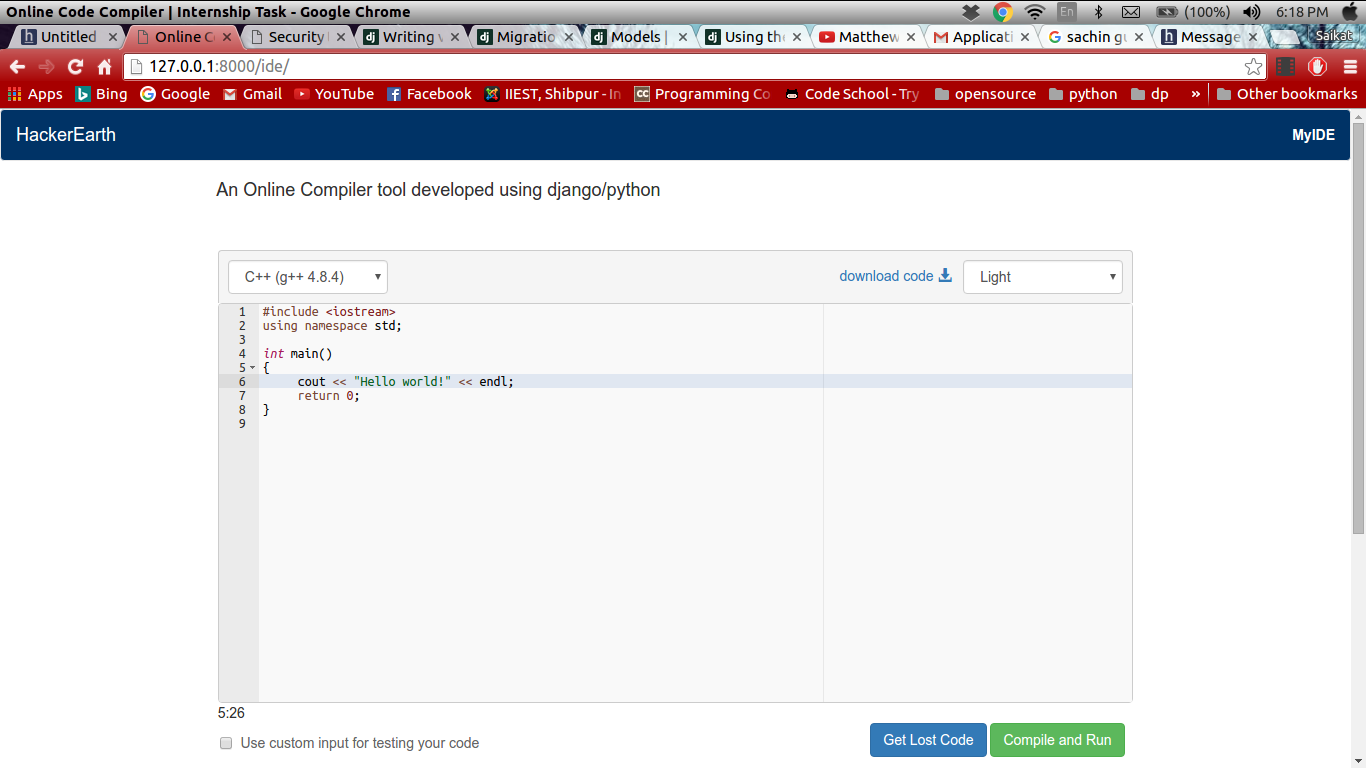 Online Code Compiler | Internship Task - Google Chrome
En (100%) 6:18 PM
Untitled Online C Security Writing Migratio Models | Using th Matthew Applicati sachin g Message Saikat
127.0.0.1:8000/ide/
Apps Bing Google Gmail YouTube Facebook IIEST, Shibpur - In Programming Co Code School - Try opensource python dp » Other bookmarks
HackerEarth MyIDE
An Online Compiler tool developed using django/python
C++ (g++ 4.8.4) download code Light
1 #include <iostream>
2 using namespace std;
3
4 int main()
5 {
6 cout << "Hello world!" << endl;
7 return 0;
8 }
9
5:26
Use custom input for testing your code Get Lost Code Compile and Run